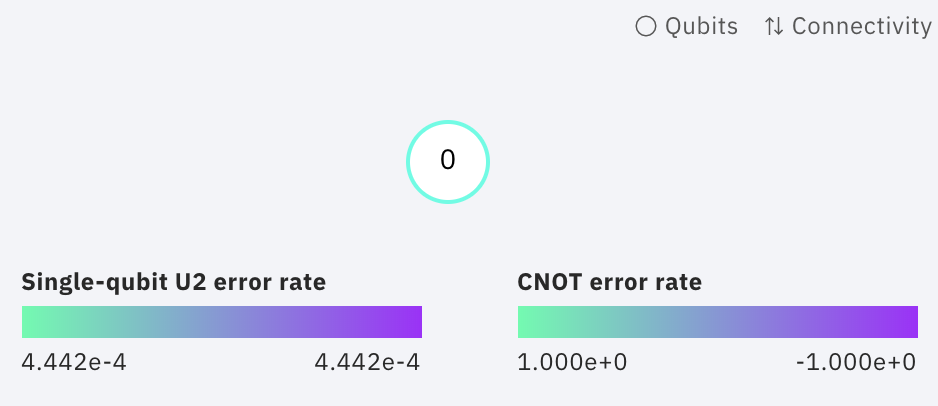 Qubits Connectivity
0
Single-qubit U2 error rate CNOT error rate
4.442e-4 4.442e-4 1.000e+0 -1.000e+0